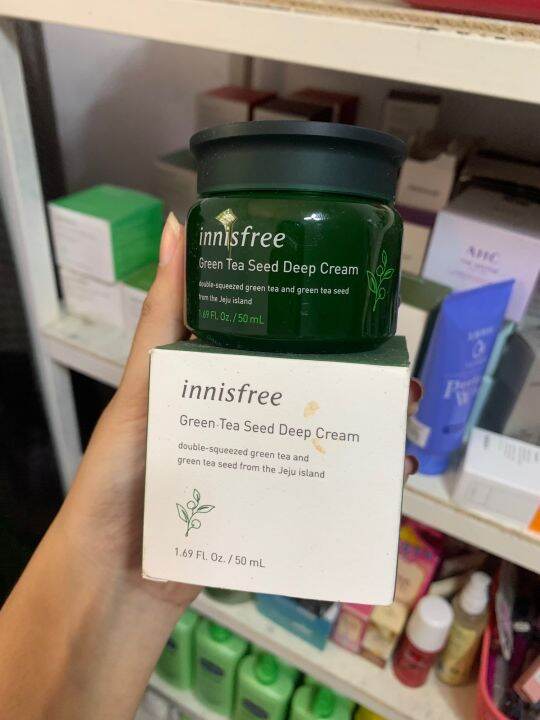 innisfree
Green Tea Seed Deep Cream
double-squeezed green tea and green tea seed
from the Jeju island
1.69 Fl. Oz. / 50 mL
innisfree
Green Tea Seed Deep Cream
double-squeezed green tea and
green tea seed from the Jeju island
1.69 Fl. Oz. / 50 mL
AHC